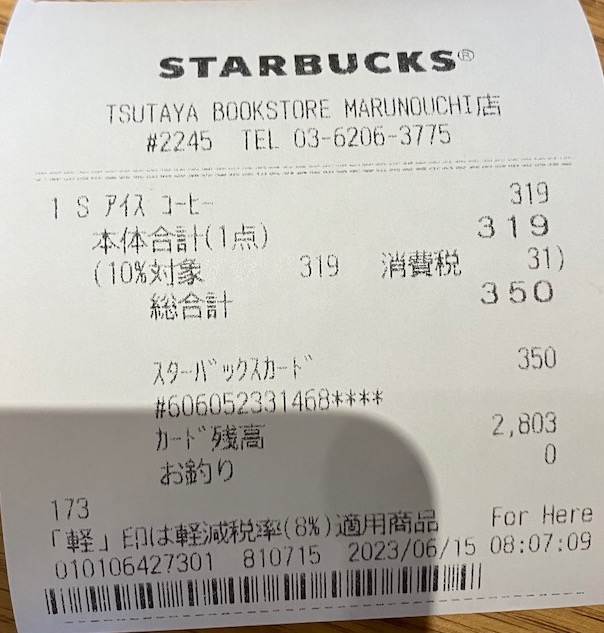 STARBUCKS®
TSUTAYA BOOKSTORE MARUNOUCHI店
#2245 TEL 03-6206-3775
1 S アイス コーヒー 319
本体合計(1点) 319
(10%対象 319 消費税 31)
総合計 350
スターバックスカード 350
#606052331468****
カード残高 2,803
お釣り 0
173
「軽」印は軽減税率(8%)適用商品 For Here
010106427301 810715 2023/06/15 08:07:09